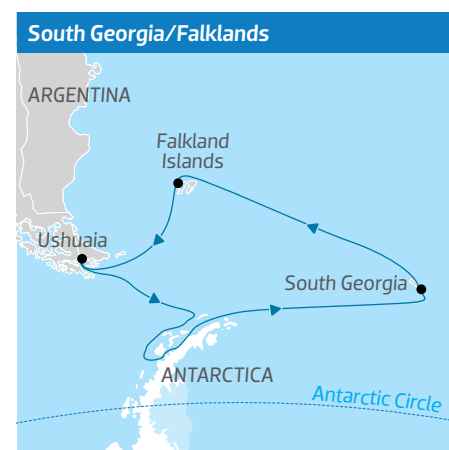 South Georgia/Falklands
ARGENTINA
Falkland
Islands
Ushuaia
South Georgia
ANTARCTICA
Antarctic Circle